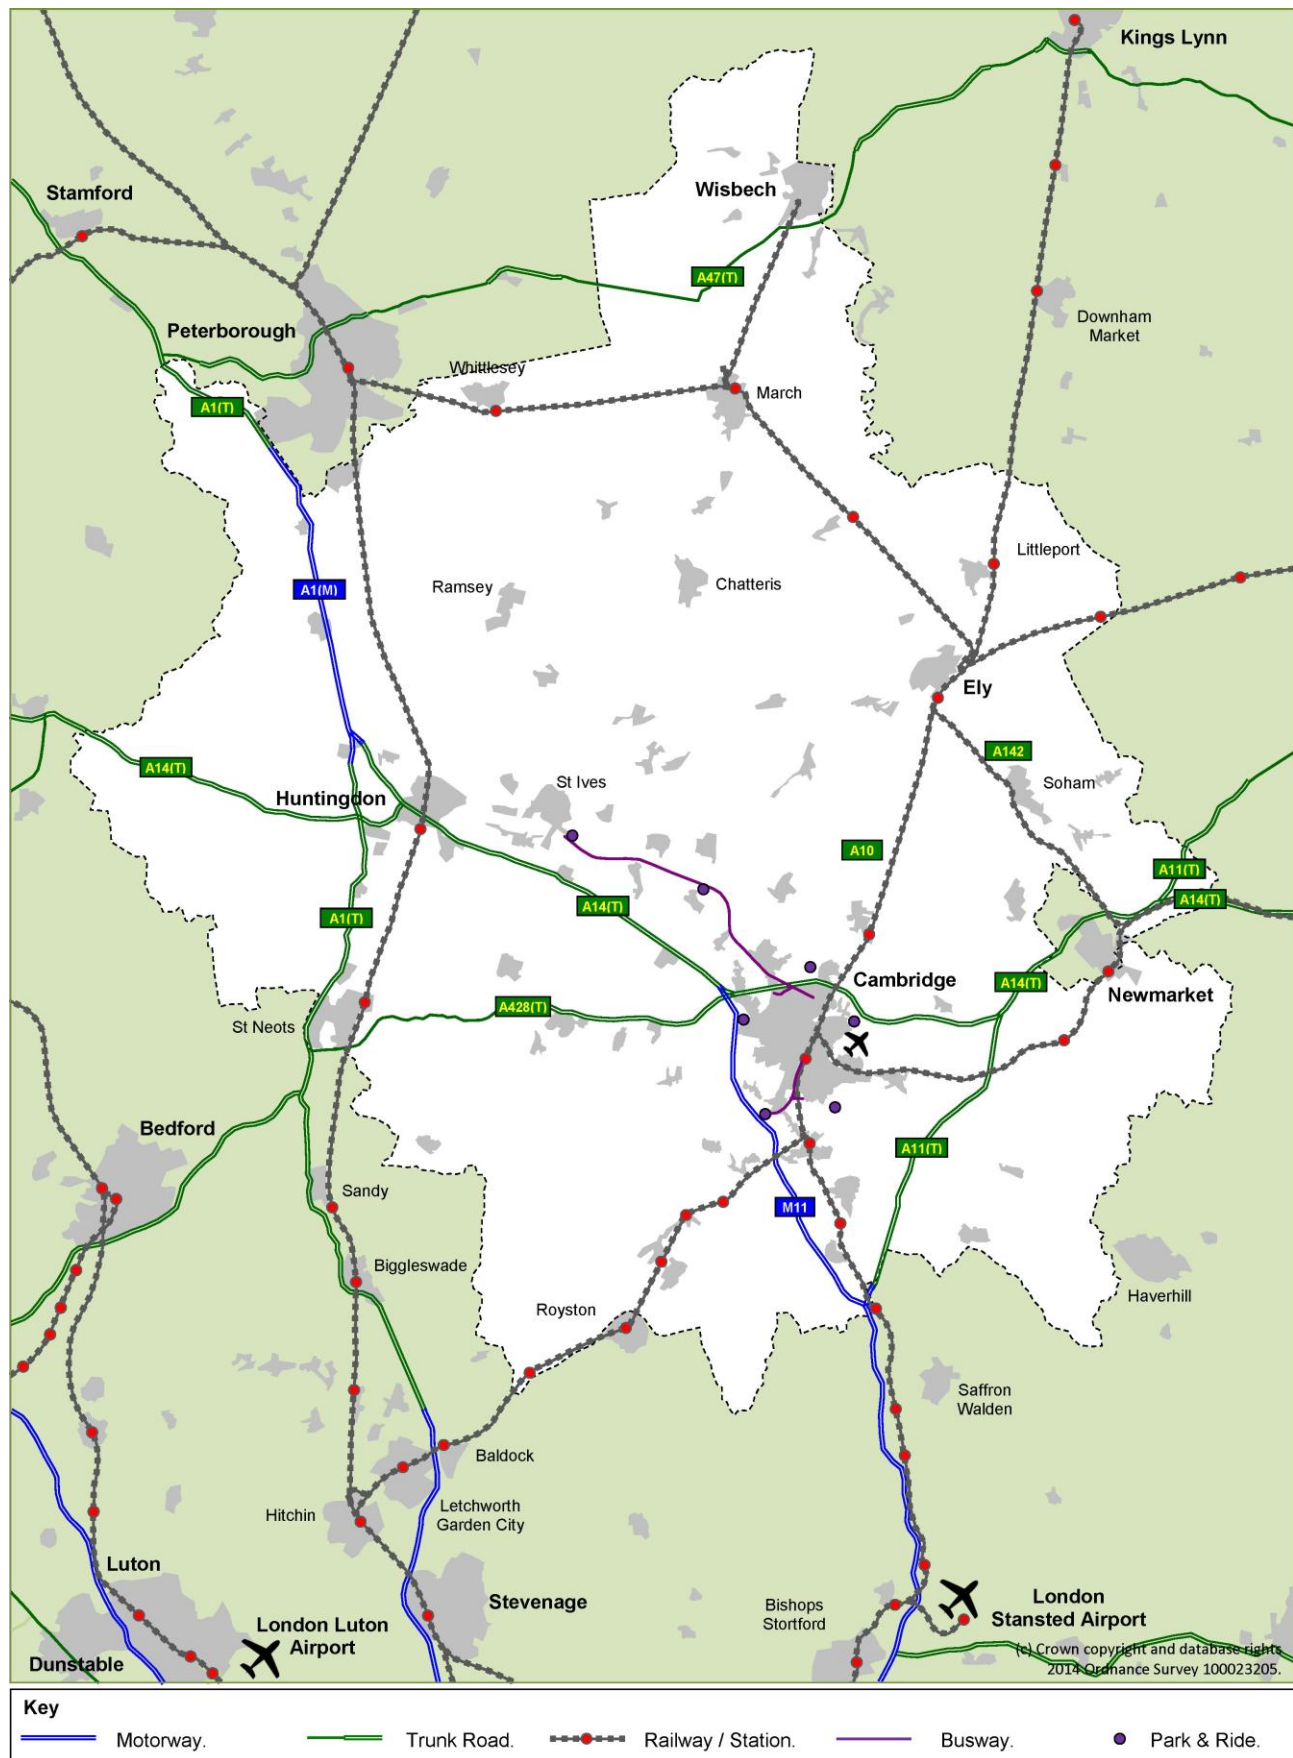 Kings Lynn
Stamford
Wisbech
A47(T)
Peterborough
Downham
Market
Whittlesey
March
A1(T)
Littleport
A1(M)
Ramsey
Chatteris
Ely
A142
A14(T)
St Ives
Soham
Huntingdon
A10
A11(T)
A14(T)
A14(T)
A1(T)
Cambridge
A14(T)
Newmarket
A428(T)
St Neots
Bedford
A11(T)
Sandy
M11
Biggleswade
Haverhill
Royston
Saffron
Walden
Baldock
Letchworth
Garden City
Hitchin
Luton
Stevenage
Bishops
Stortford
London
Stansted Airport
London Luton
Airport
Dunstable
(c) Crown copyright and database rights
2014 Ordnance Survey 100023205.
Key
Motorway.
Trunk Road.
Railway / Station.
Busway.
Park & Ride.